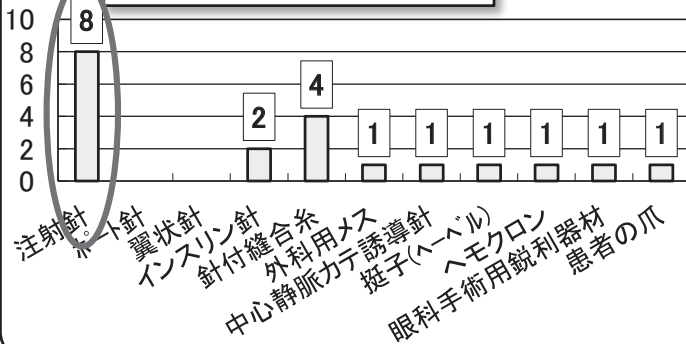 10
8
6
4
2
0
8
2
4
1
1
1
1
1
1
注射針
ポート針
翼状針
インスリン針
針付縫合糸
外科用メス
中心静脈カテ誘導針
挺子(ヘーベル)
ヘモクロン
眼科手術用鋭利器材
患者の爪